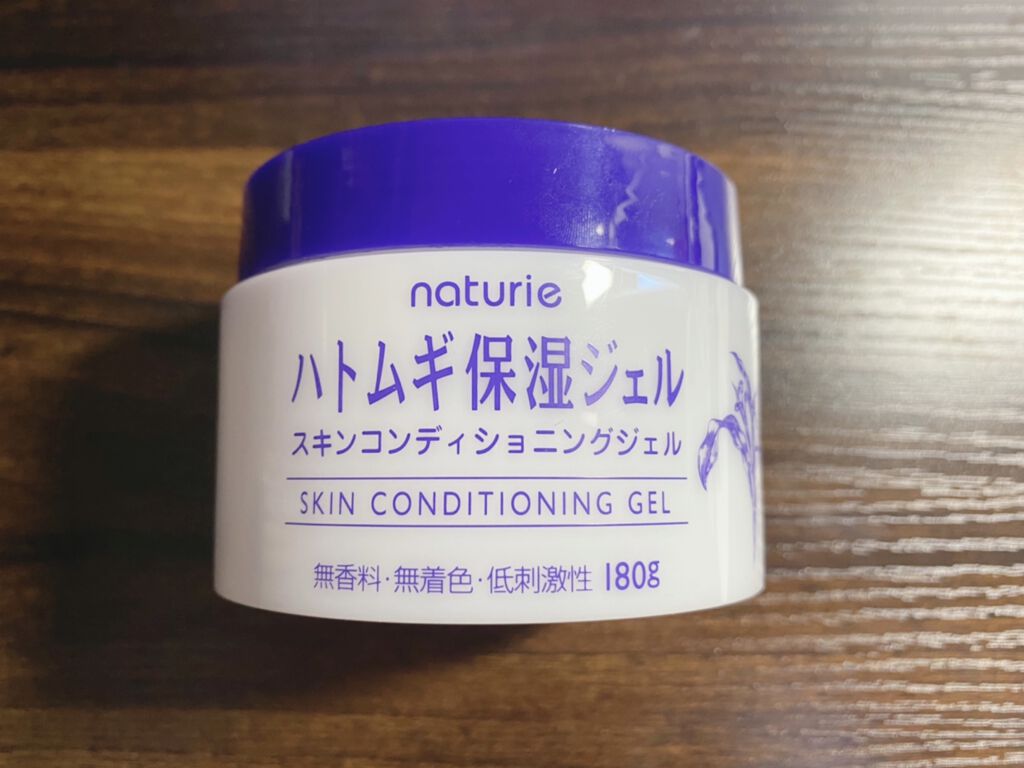 naturie
ハトムギ保湿ジェル
スキンコンディショニングジェル
SKIN CONDITIONING GEL
無香料・無着色・低刺激性 180g